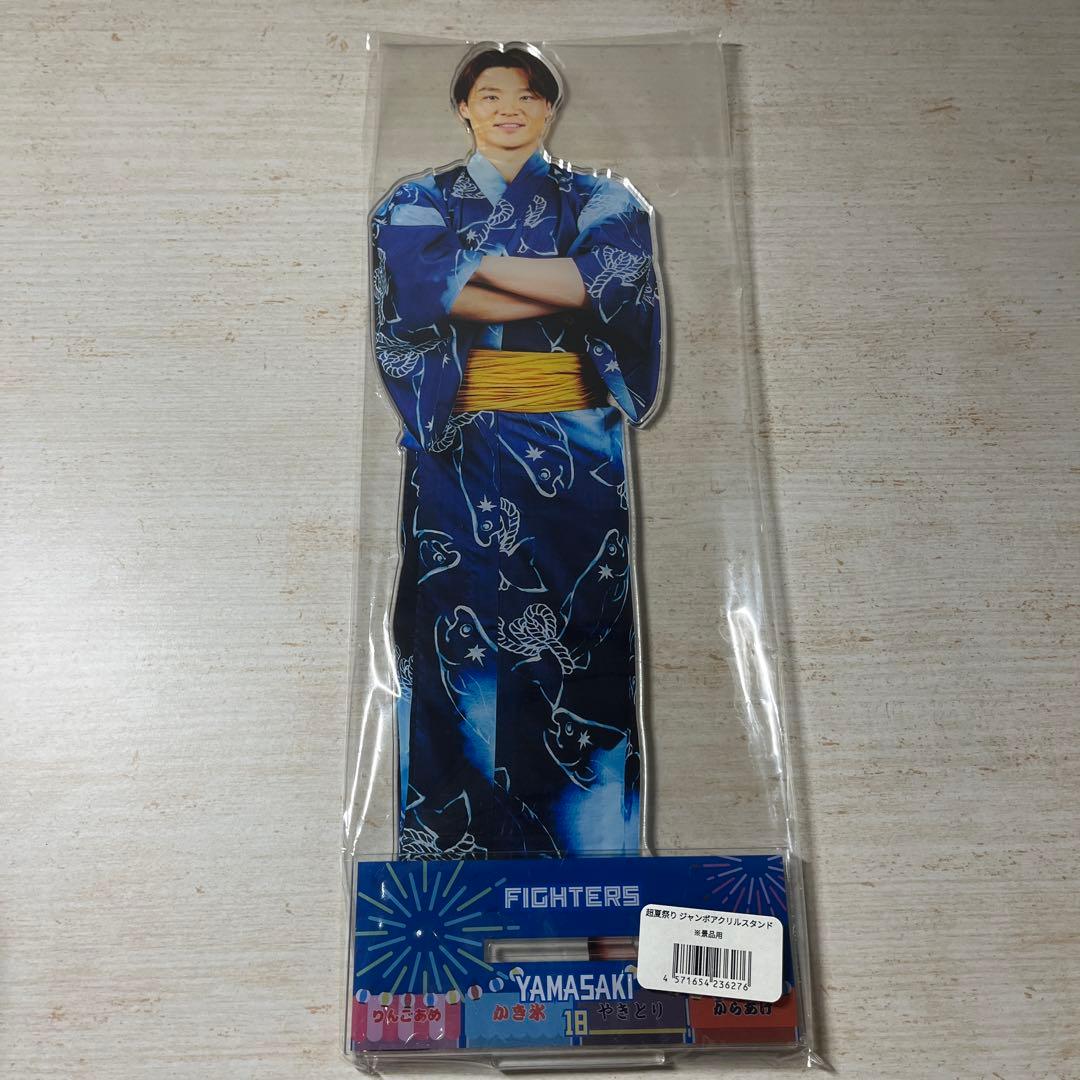 FIGHTERS
超夏祭り ジャンボアクリルスタンド
※景品用
4 571654 236276
YAMASAKI
りんごあめ
かき氷
やきとり
からあげ
18